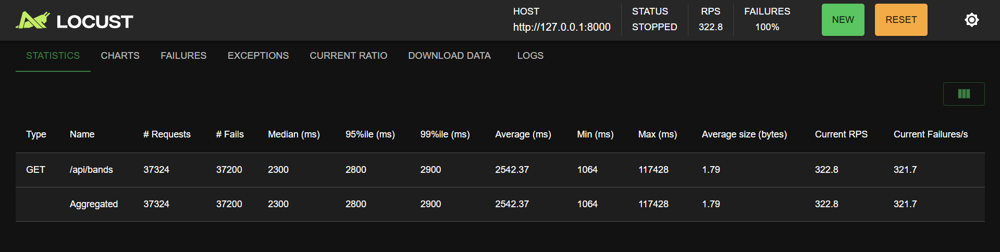 LOCUST
HOST
http://127.0.0.1:8000
STATUS
STOPPED
RPS
322.8
FAILURES
100%
NEW
RESET
STATISTICS CHARTS FAILURES EXCEPTIONS CURRENT RATIO DOWNLOAD DATA LOGS
Type Name # Requests # Fails Median (ms) 95%ile (ms) 99%ile (ms) Average (ms) Min (ms) Max (ms) Average size (bytes) Current RPS Current Failures/s
GET /api/bands 37324 37200 2300 2800 2900 2542.37 1064 117428 1.79 322.8 321.7
Aggregated 37324 37200 2300 2800 2900 2542.37 1064 117428 1.79 322.8 321.7